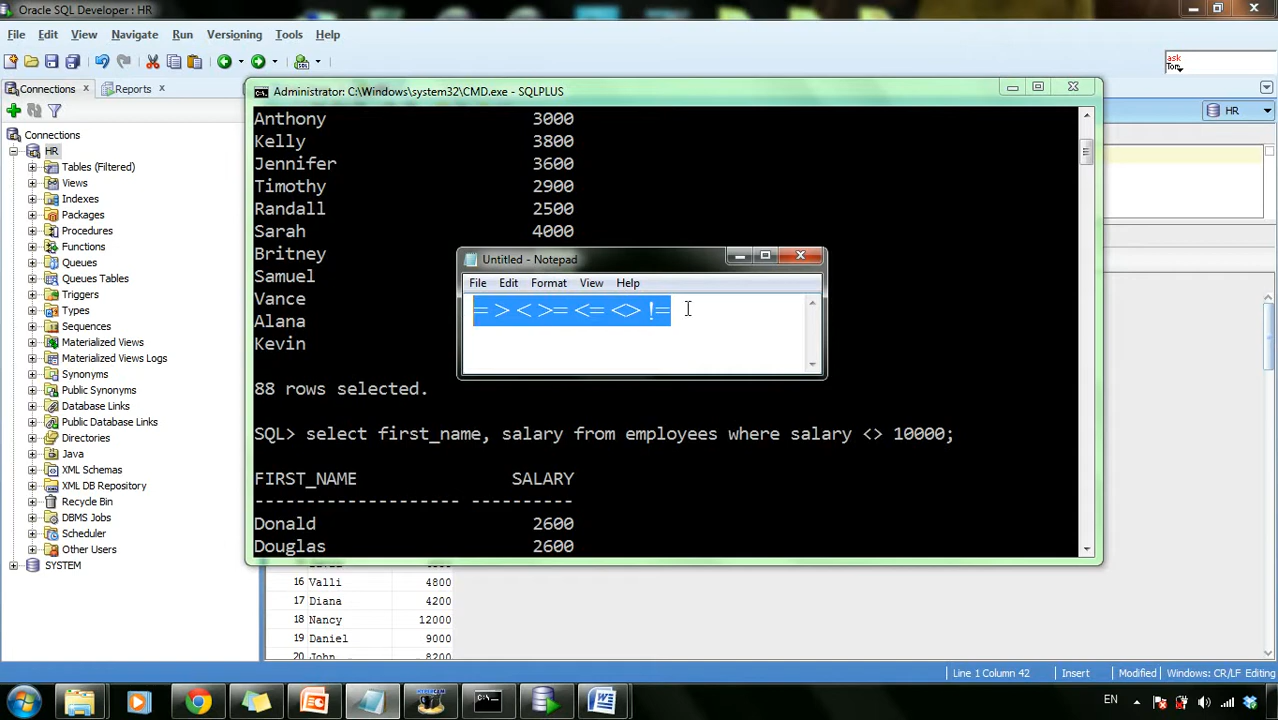 Oracle SQL Developer : HR
File Edit View Navigate Run Versioning Tools Help
ask
Tom
Connections
Reports
Connections
HR
Tables (Filtered)
Views
Indexes
Packages
Procedures
Functions
Queues
Queues Tables
Triggers
Types
Sequences
Materialized Views
Materialized Views Logs
Synonyms
Public Synonyms
Database Links
Public Database Links
Directories
Java
XML Schemas
XML DB Repository
Recycle Bin
DBMS Jobs
Scheduler
Other Users
SYSTEM
HR
Administrator: C:\Windows\system32\CMD.exe - SQLPLUS
Anthony 3000
Kelly 3800
Jennifer 3600
Timothy 2900
Randall 2500
Sarah 4000
Britney
Samuel
Vance
Alana
Kevin
88 rows selected.
SQL> select first_name, salary from employees where salary <> 10000;
FIRST_NAME SALARY
-------------------- ----------
Donald 2600
Douglas 2600
Untitled - Notepad
File Edit Format View Help
= > < >= <= <> !=
16 Valli 4800
17 Diana 4200
18 Nancy 12000
19 Daniel 9000
20 John 8200
Line 1 Column 42 Insert Modified Windows: CR/LF Editing
EN